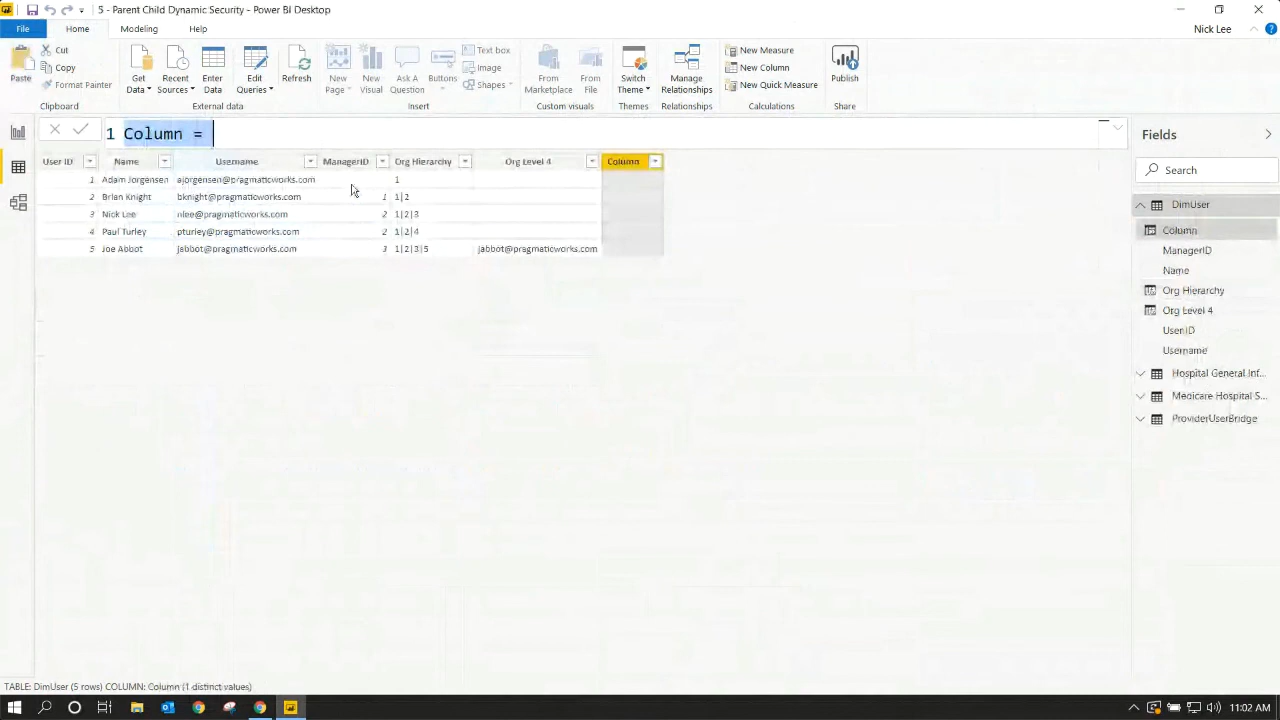 5 - Parent Child Dynamic Security - Power BI Desktop
Nick Lee
File Home Modeling Help
Paste
Cut
Copy
Format Painter
Get Data
Recent Sources
Enter Data
Edit Queries
Refresh
New Page
New Visual
Ask A Question
Buttons
Text box
Image
Shapes
From Marketplace
From File
Switch Theme
Manage Relationships
New Measure
New Column
New Quick Measure
Publish
Clipboard External data Insert Custom visuals Themes Relationships Calculations Share
1 Column =
User ID Name Username ManagerID Org Hierarchy Org Level 4 Column
1 Adam Jorgensen ajorgensen@pragmaticworks.com 1
2 Brian Knight bknight@pragmaticworks.com 1 1|2
3 Nick Lee nlee@pragmaticworks.com 2 1|2|3
4 Paul Turley pturley@pragmaticworks.com 2 1|2|4
5 Joe Abbot jabbot@pragmaticworks.com 3 1|2|3|5 jabbot@pragmaticworks.com
Fields
Search
DimUser
Column
ManagerID
Name
Org Hierarchy
Org Level 4
UserID
Username
Hospital General Inf...
Medicare Hospital S...
ProviderUserBridge
TABLE: DimUser (5 rows) COLUMN: Column (1 distinct values)
11:02 AM